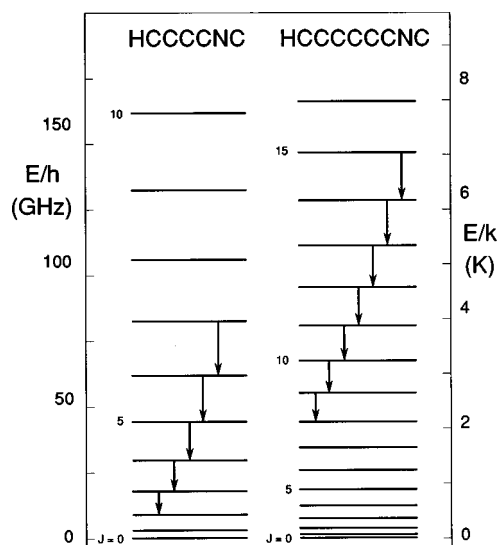 HCCCCNC HCCCCCCNC
8
10
150
15
E/h
(GHz)
6
E/k
(K)
100
4
10
50
5
2
5
0
J = 0
J = 0
0